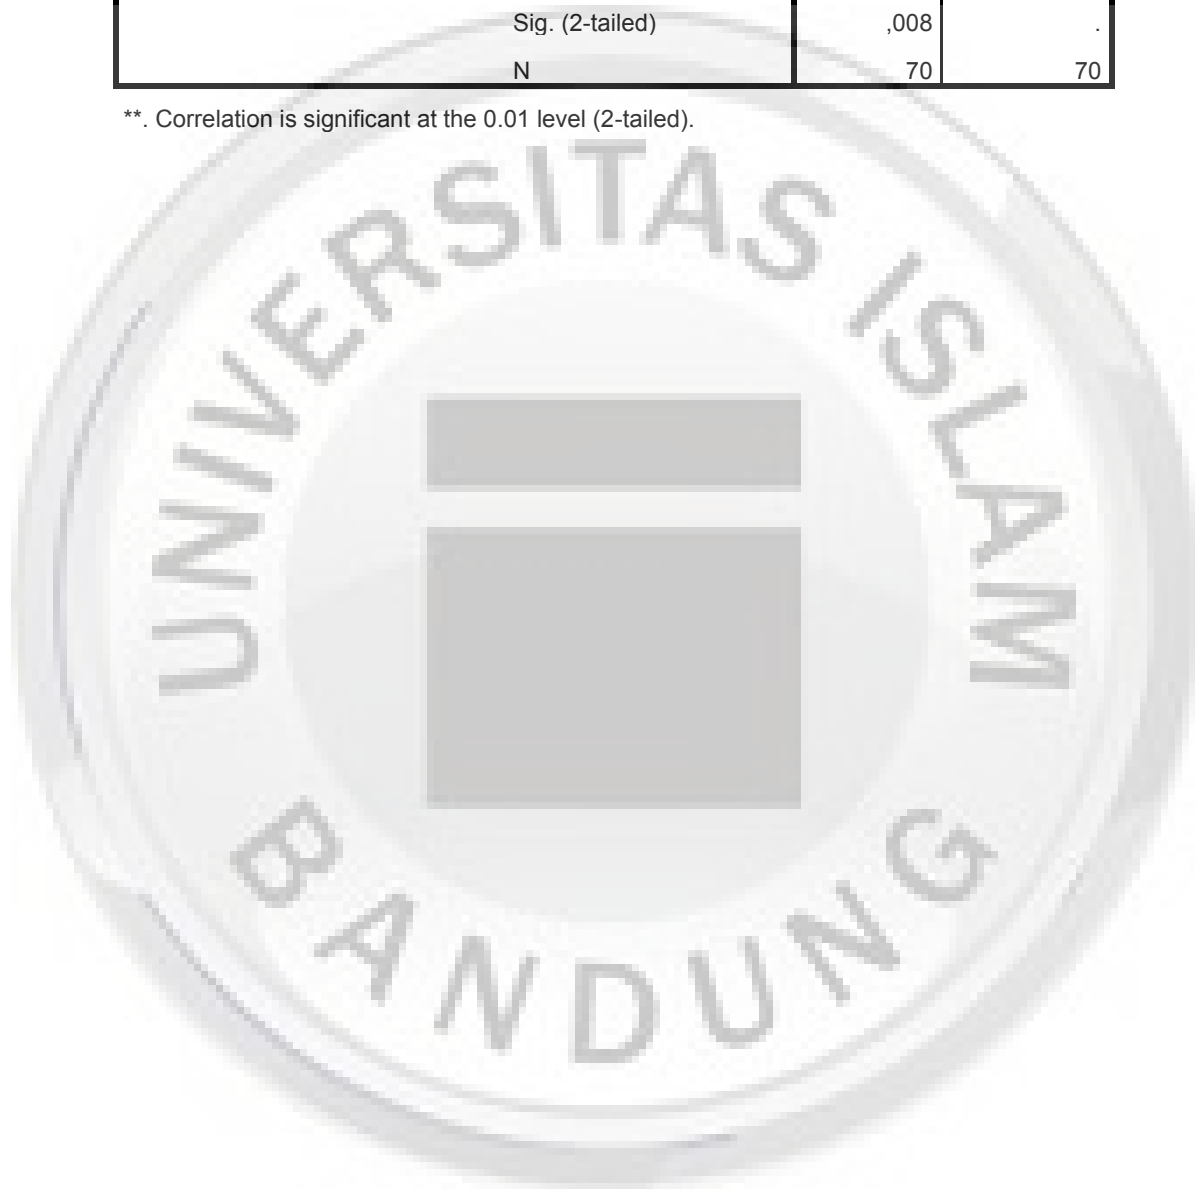 Sig. (2-tailed) ,008 .
N 70 70
**. Correlation is significant at the 0.01 level (2-tailed).
UNIVERSITAS ISLAM
BANDUNG